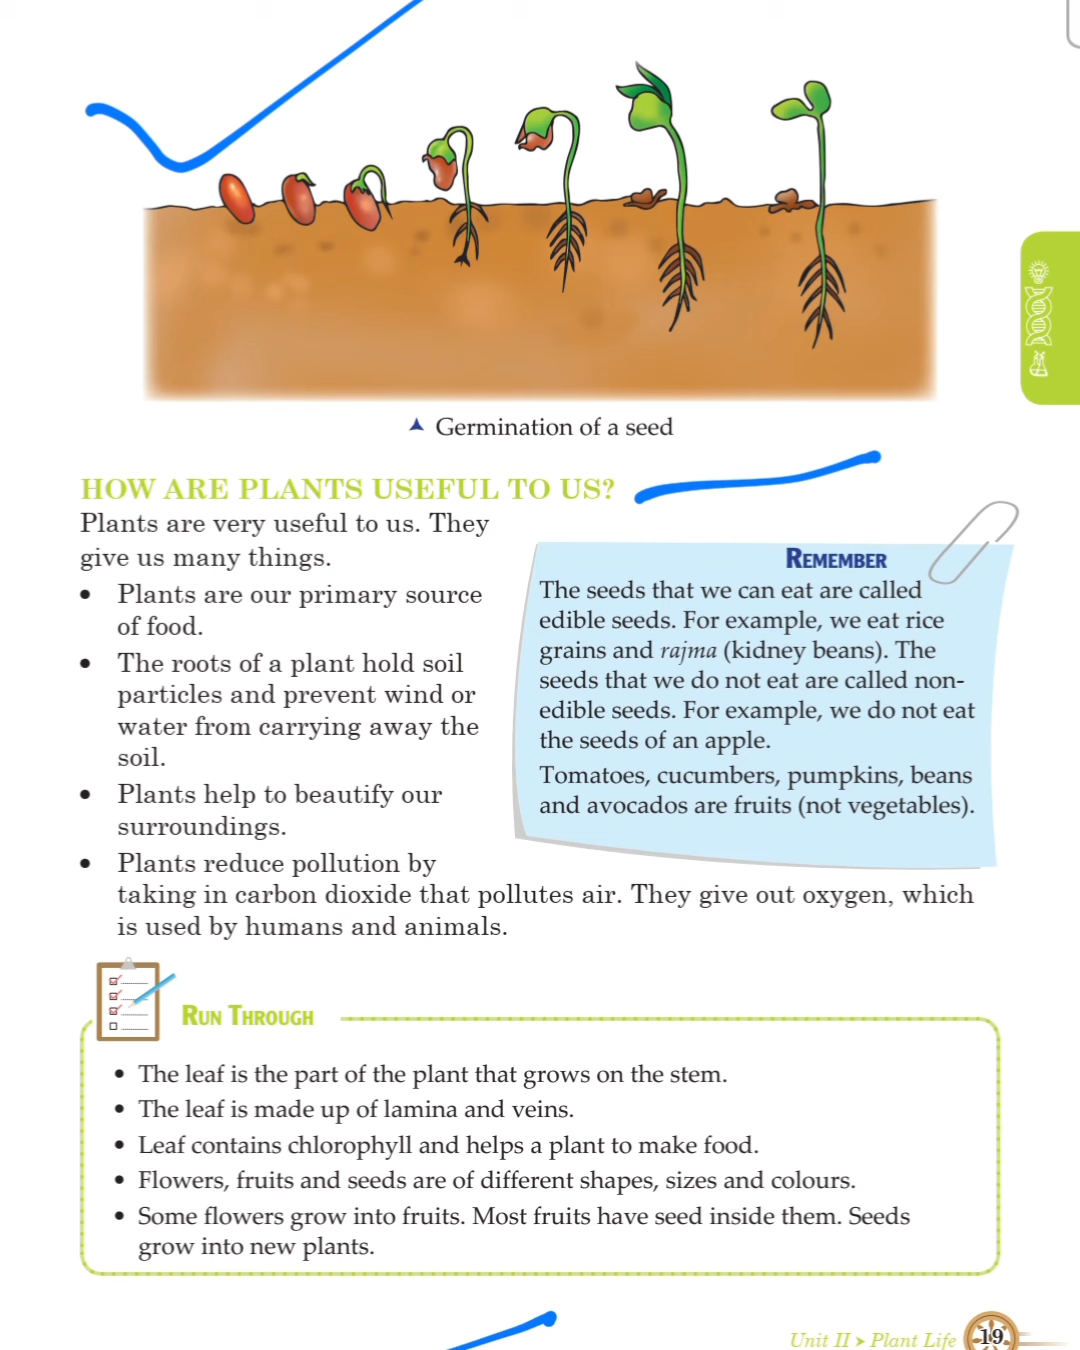 Germination of a seed
HOW ARE PLANTS USEFUL TO US?
Plants are very useful to us. They
give us many things.
• Plants are our primary source
of food.
• The roots of a plant hold soil
particles and prevent wind or
water from carrying away the
soil.
• Plants help to beautify our
surroundings.
• Plants reduce pollution by
taking in carbon dioxide that pollutes air. They give out oxygen, which
is used by humans and animals.
REMEMBER
The seeds that we can eat are called
edible seeds. For example, we eat rice
grains and rajma (kidney beans). The
seeds that we do not eat are called non-
edible seeds. For example, we do not eat
the seeds of an apple.
Tomatoes, cucumbers, pumpkins, beans
and avocados are fruits (not vegetables).
RUN THROUGH
• The leaf is the part of the plant that grows on the stem.
• The leaf is made up of lamina and veins.
• Leaf contains chlorophyll and helps a plant to make food.
• Flowers, fruits and seeds are of different shapes, sizes and colours.
• Some flowers grow into fruits. Most fruits have seed inside them. Seeds
grow into new plants.
Unit II > Plant Life 19